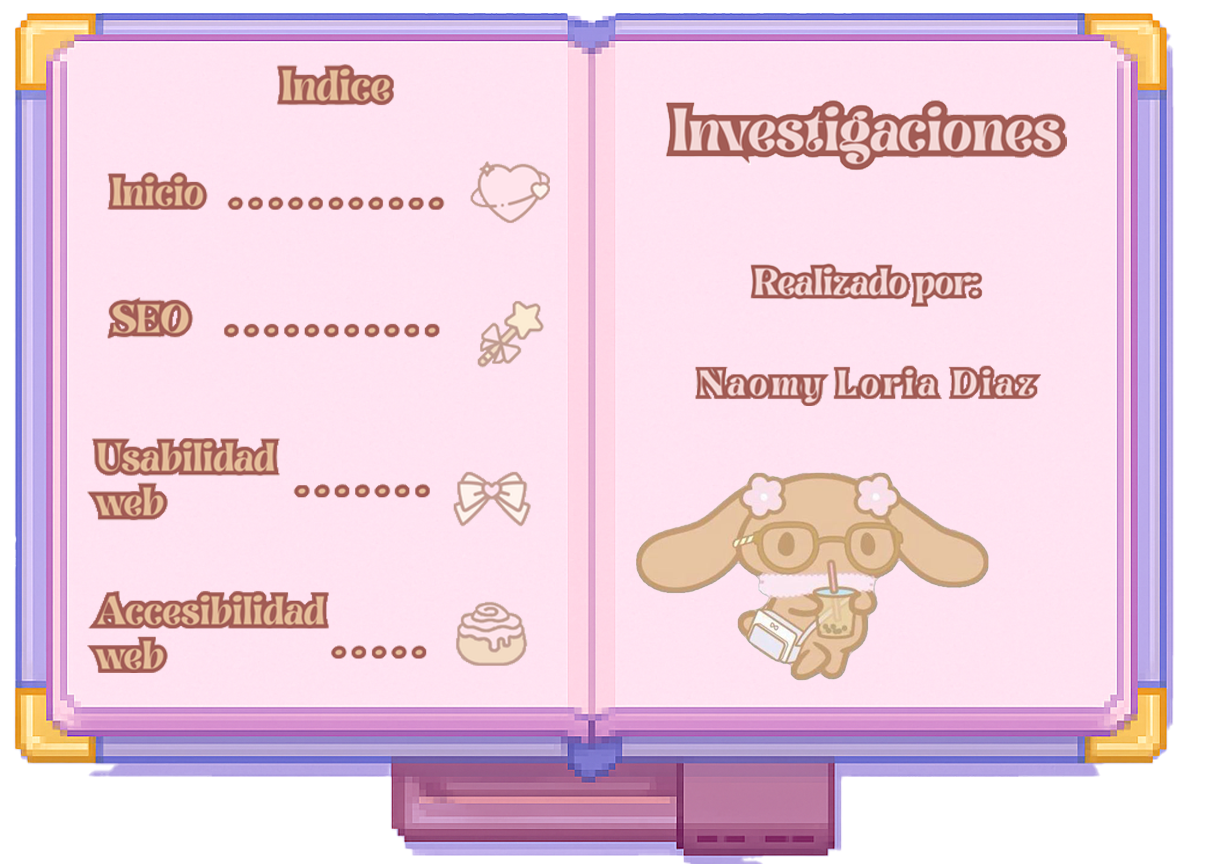 Indice
Inicio ...........
SEO ...........
Usabilidad
web .......
Accesibilidad
web .....
Investigaciones
Realizado por:
Naomy Loria Diaz